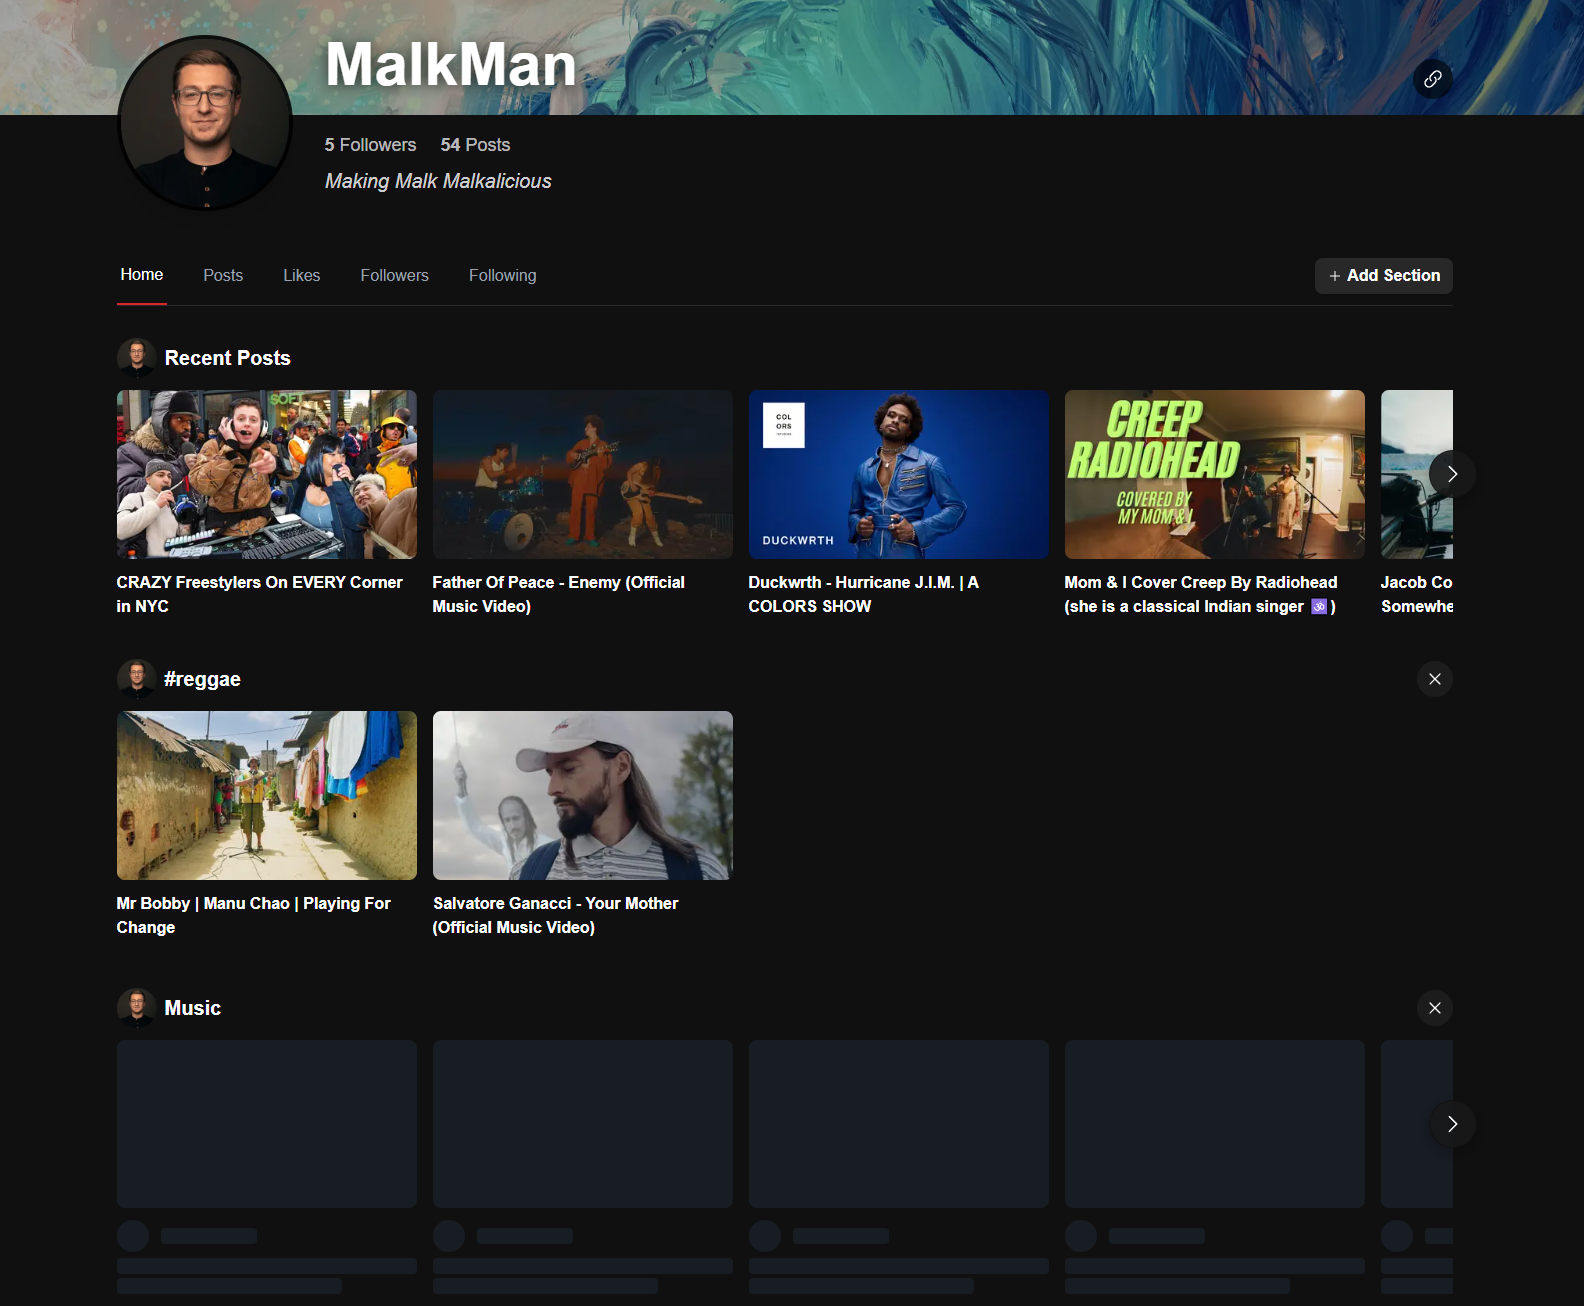 MalkMan
5 Followers 54 Posts
Making Malk Malkalicious
Home Posts Likes Followers Following + Add Section
Recent Posts
SOFT
COL
ORS
DUCKWRTH
CREEP
RADIOHEAD
COVERED BY
MY MOM & I
CRAZY Freestylers On EVERY Corner
in NYC
Father Of Peace - Enemy (Official
Music Video)
Duckwrth - Hurricane J.I.M. | A
COLORS SHOW
Mom & I Cover Creep By Radiohead
(she is a classical Indian singer 🕉️ )
Jacob Co
Somewhe
#reggae
Mr Bobby | Manu Chao | Playing For
Change
Salvatore Ganacci - Your Mother
(Official Music Video)
Music